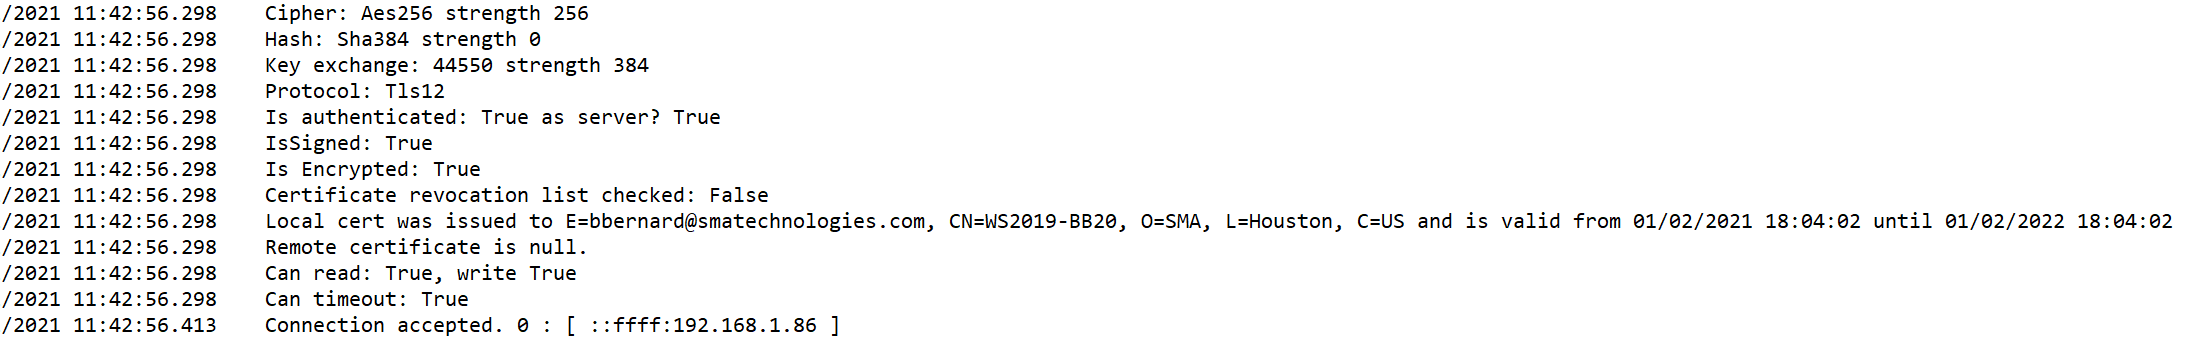 /2021 11:42:56.298    Cipher: Aes256 strength 256
/2021 11:42:56.298    Hash: Sha384 strength 0
/2021 11:42:56.298    Key exchange: 44550 strength 384
/2021 11:42:56.298    Protocol: Tls12
/2021 11:42:56.298    Is authenticated: True as server? True
/2021 11:42:56.298    IsSigned: True
/2021 11:42:56.298    Is Encrypted: True
/2021 11:42:56.298    Certificate revocation list checked: False
/2021 11:42:56.298    Local cert was issued to E=bbernard@smatechnologies.com, CN=WS2019-BB20, O=SMA, L=Houston, C=US and is valid from 01/02/2021 18:04:02 until 01/02/2022 18:04:02
/2021 11:42:56.298    Remote certificate is null.
/2021 11:42:56.298    Can read: True, write True
/2021 11:42:56.298    Can timeout: True
/2021 11:42:56.413    Connection accepted. 0 : [ ::ffff:192.168.1.86 ]